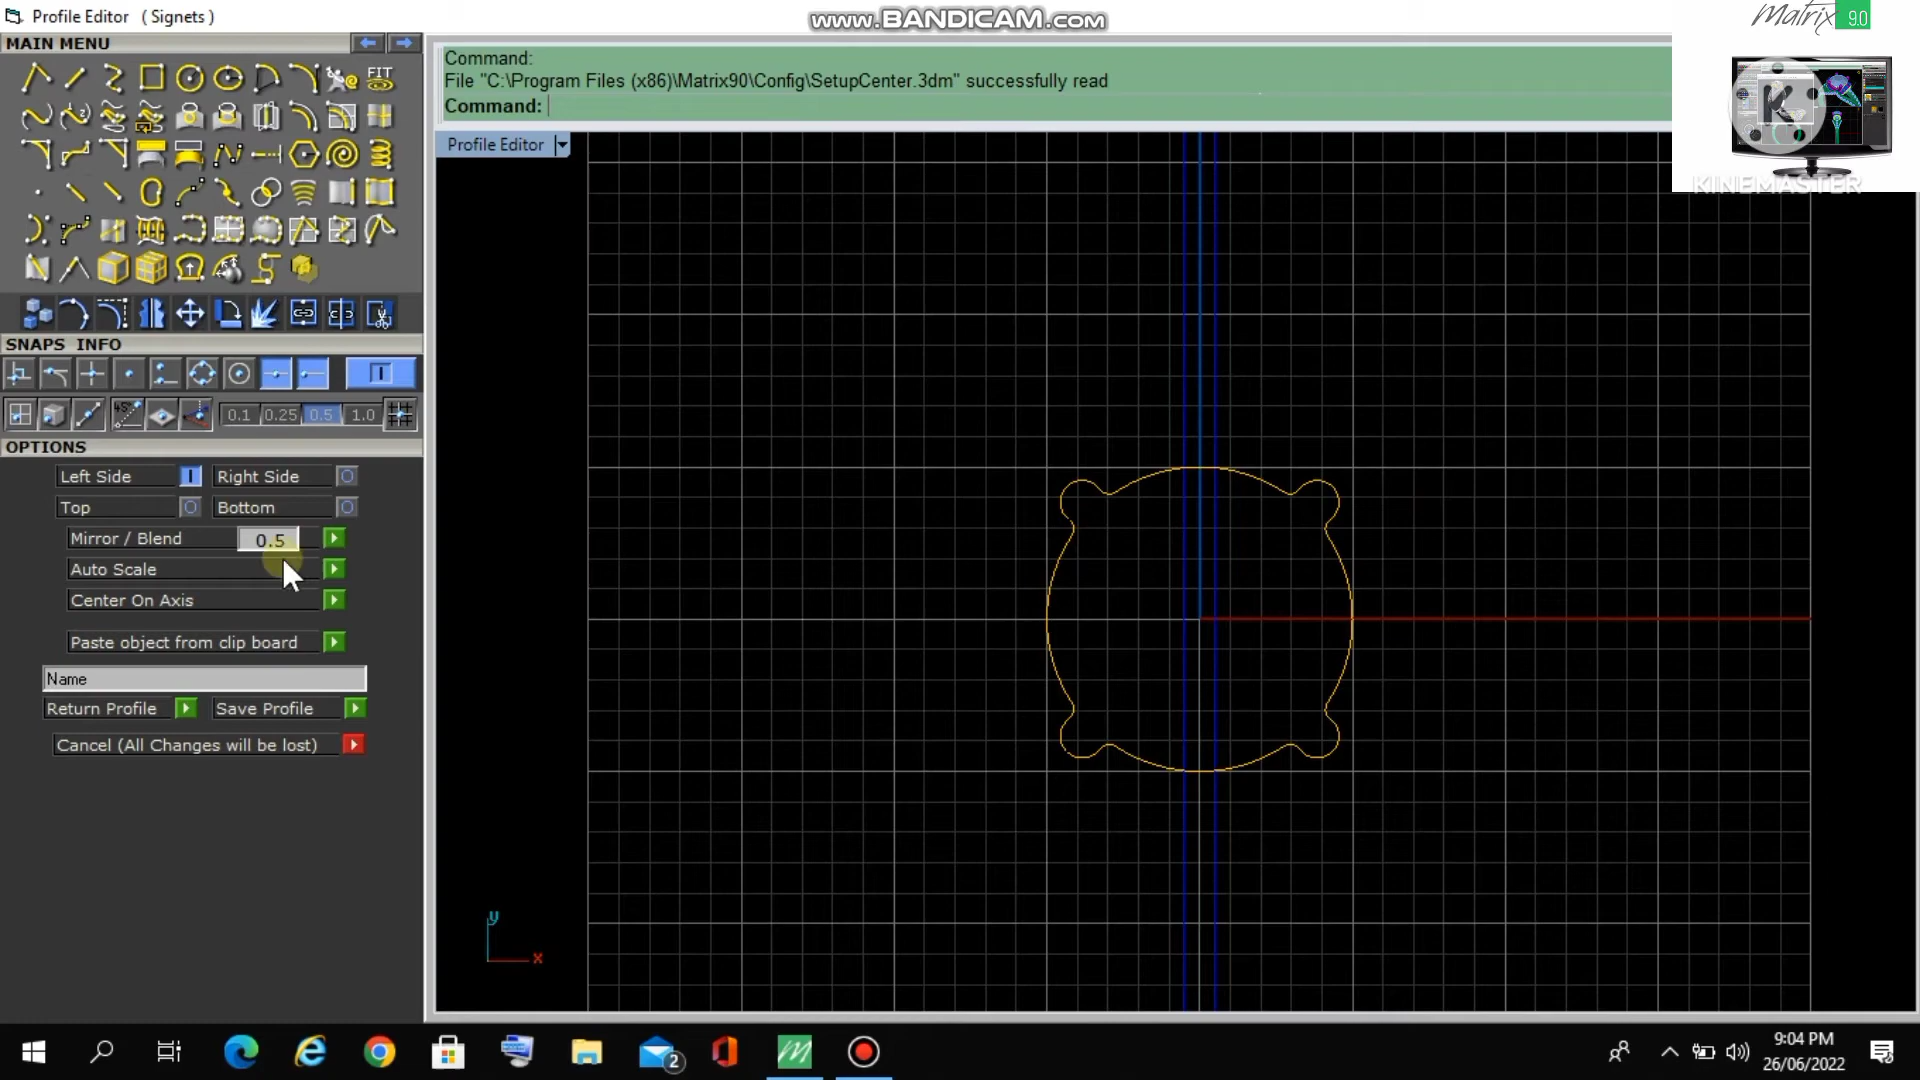 Profile Editor ( Signets )
www.BANDICAM.com
Matrix 9.0
MAIN MENU
FIT
Command:
File "C:\Program Files (x86)\Matrix90\Config\SetupCenter.3dm" successfully read
Command:
Profile Editor
K
KINEMASTER
SNAPS INFO
45°
0.1 0.25 0.5 1.0
OPTIONS
Left Side Right Side
Top Bottom
Mirror / Blend 0.5
Auto Scale
Center On Axis
Paste object from clip board
Name
Return Profile Save Profile
Cancel (All Changes will be lost)
y
x
2
9:04 PM
26/06/2022